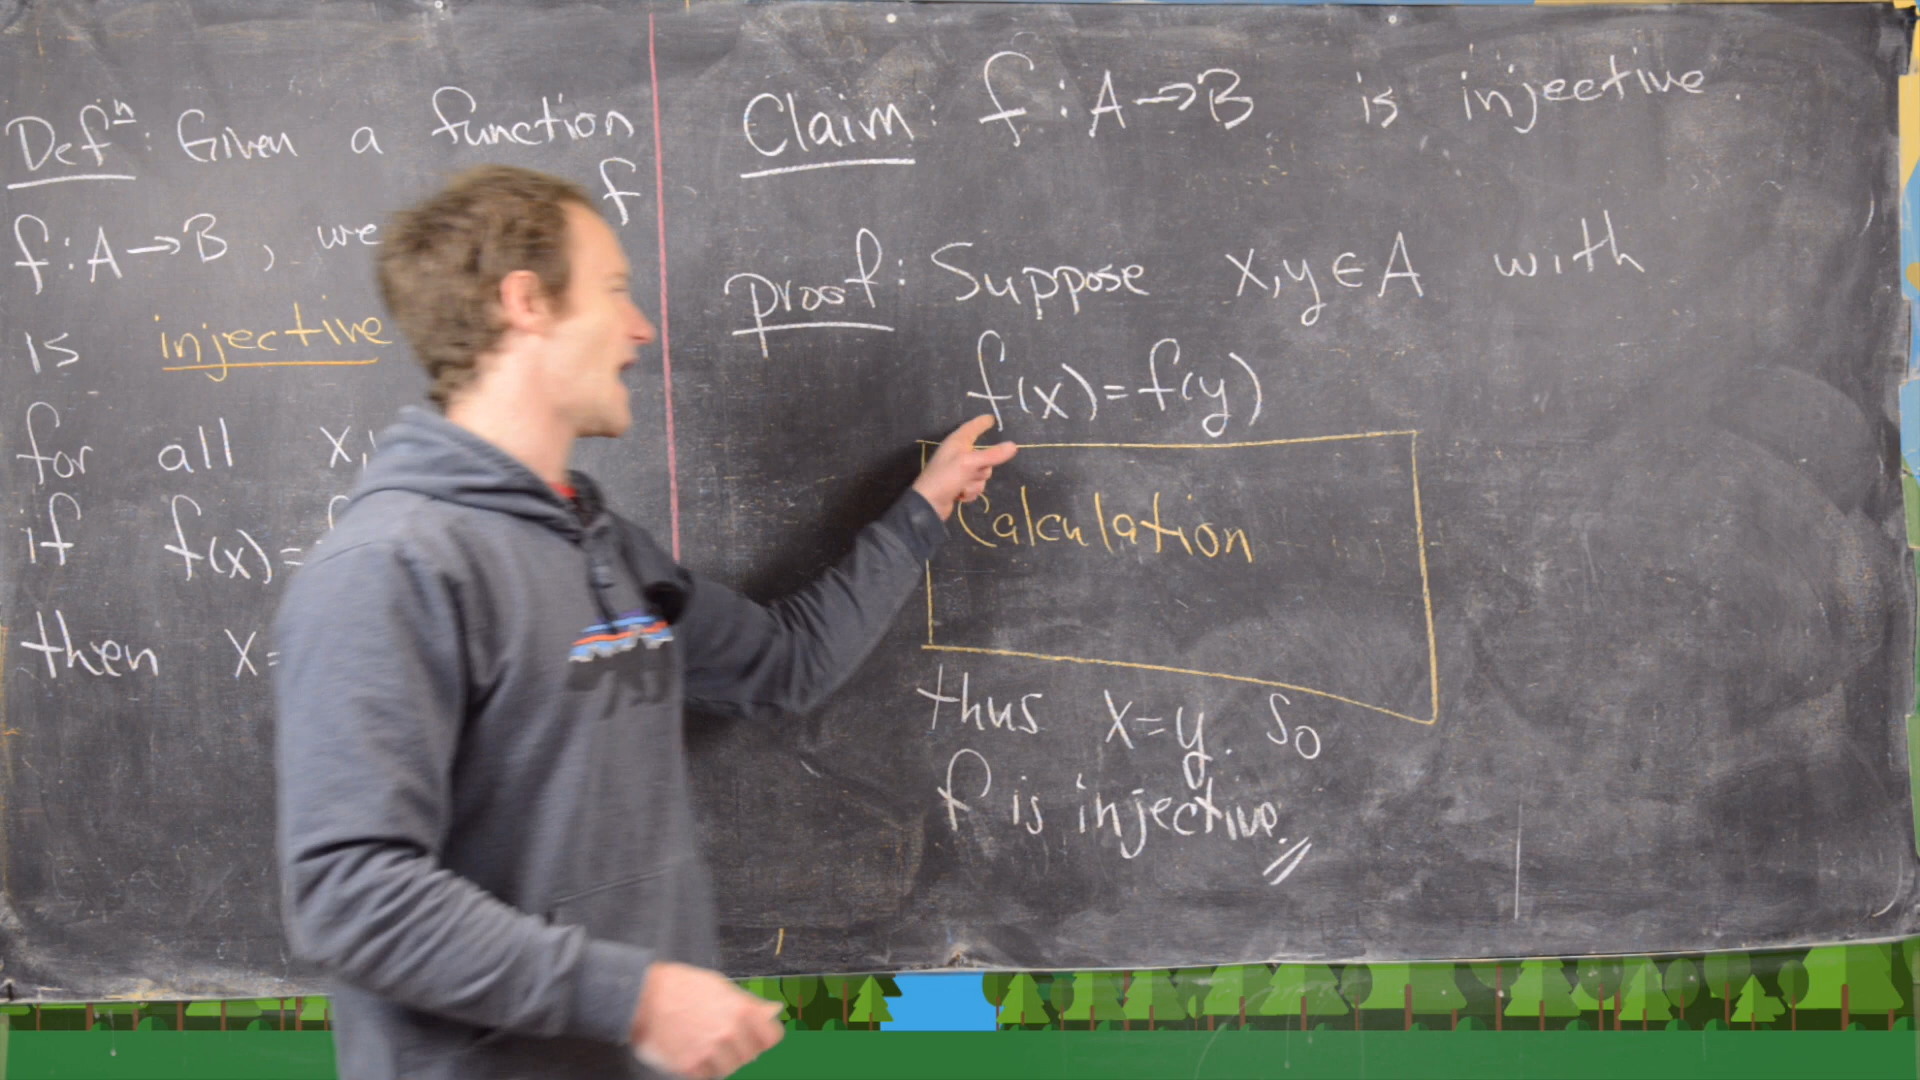 Defⁿ: Given a function f
f:A→B, we
is injective
for all x,
if f(x)=
then x=
Claim: f:A→B is injective.
proof: Suppose x,y∈A with
f(x)=f(y)
Calculation
thus x=y. So
f is injective.